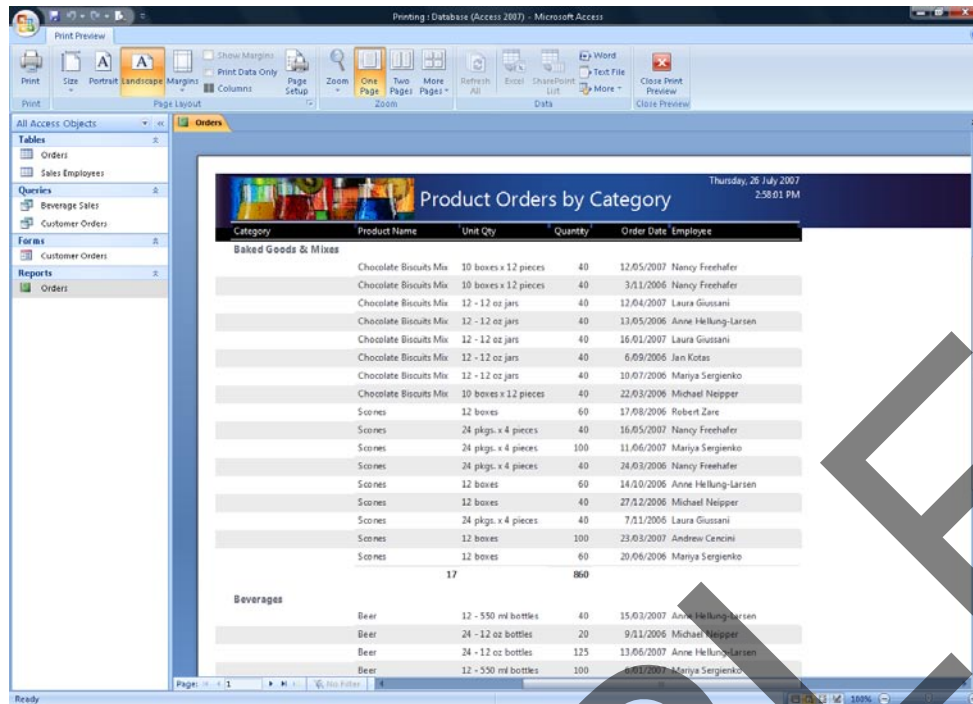 Printing : Database (Access 2007) - Microsoft Access
Print Preview
Show Margins
Print Data Only
Columns
Print
Size
Portrait
Landscape
Margins
Page Setup
Zoom
One Page
Two Pages
More Pages
Refresh All
Excel
SharePoint List
Word
Text File
More
Close Print Preview
Print
Page Layout
Zoom
Data
Close Preview
All Access Objects
Orders
Tables
Orders
Sales Employees
Queries
Beverage Sales
Customer Orders
Forms
Customer Orders
Reports
Orders
Thursday, 26 July 2007
2:58:01 PM
Product Orders by Category
Category Product Name Unit Qty Quantity Order Date Employee
Baked Goods & Mixes
Chocolate Biscuits Mix 10 boxes x 12 pieces 40 12/05/2007 Nancy Freehafer
Chocolate Biscuits Mix 10 boxes x 12 pieces 40 3/11/2006 Nancy Freehafer
Chocolate Biscuits Mix 12 - 12 oz jars 40 12/04/2007 Laura Giussani
Chocolate Biscuits Mix 12 - 12 oz jars 40 13/05/2006 Anne Hellung-Larsen
Chocolate Biscuits Mix 12 - 12 oz jars 40 16/01/2007 Laura Giussani
Chocolate Biscuits Mix 12 - 12 oz jars 40 6/09/2006 Jan Kotas
Chocolate Biscuits Mix 12 - 12 oz jars 40 10/07/2006 Mariya Sergienko
Chocolate Biscuits Mix 10 boxes x 12 pieces 40 22/03/2006 Michael Neipper
Scones 12 boxes 60 17/08/2006 Robert Zare
Scones 24 pkgs. x 4 pieces 40 16/05/2007 Nancy Freehafer
Scones 24 pkgs. x 4 pieces 100 11/06/2007 Mariya Sergienko
Scones 24 pkgs. x 4 pieces 40 24/03/2006 Nancy Freehafer
Scones 12 boxes 60 14/10/2006 Anne Hellung-Larsen
Scones 12 boxes 40 27/12/2006 Michael Neipper
Scones 24 pkgs. x 4 pieces 40 7/11/2006 Laura Giussani
Scones 12 boxes 100 23/03/2007 Andrew Cencini
Scones 12 boxes 60 20/06/2006 Mariya Sergienko
17 860
Beverages
Beer 12 - 550 ml bottles 40 15/03/2007 Anne Hellung-Larsen
Beer 24 - 12 oz bottles 20 9/11/2006 Michael Neipper
Beer 24 - 12 oz bottles 125 13/06/2007 Anne Hellung-Larsen
Beer 12 - 550 ml bottles 100 6/01/2007 Mariya Sergienko
Page: 1 No Filter
Ready
100%